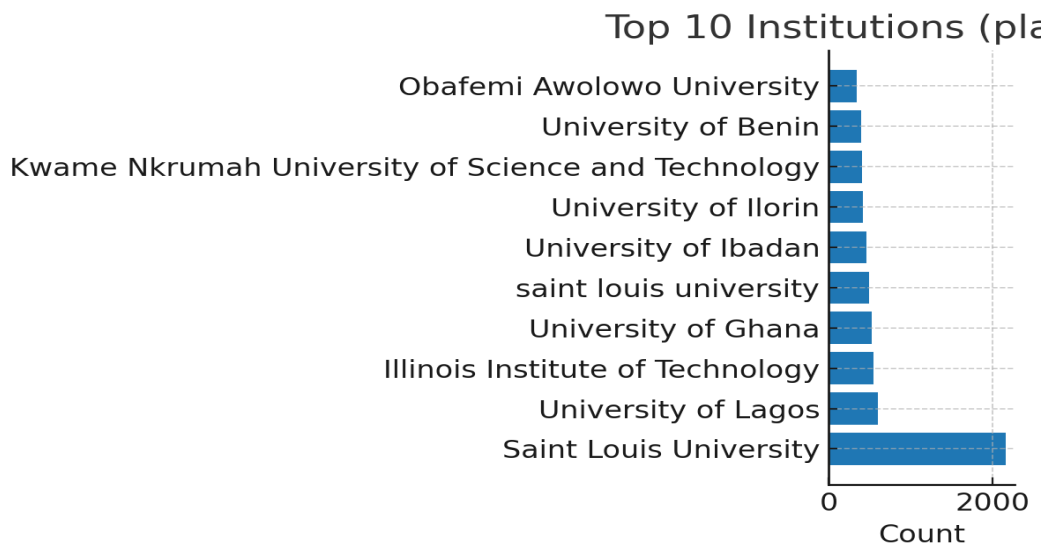 Top 10 Institutions (pla
Obafemi Awolowo University
University of Benin
Kwame Nkrumah University of Science and Technology
University of Ilorin
University of Ibadan
saint louis university
University of Ghana
Illinois Institute of Technology
University of Lagos
Saint Louis University
0 2000
Count